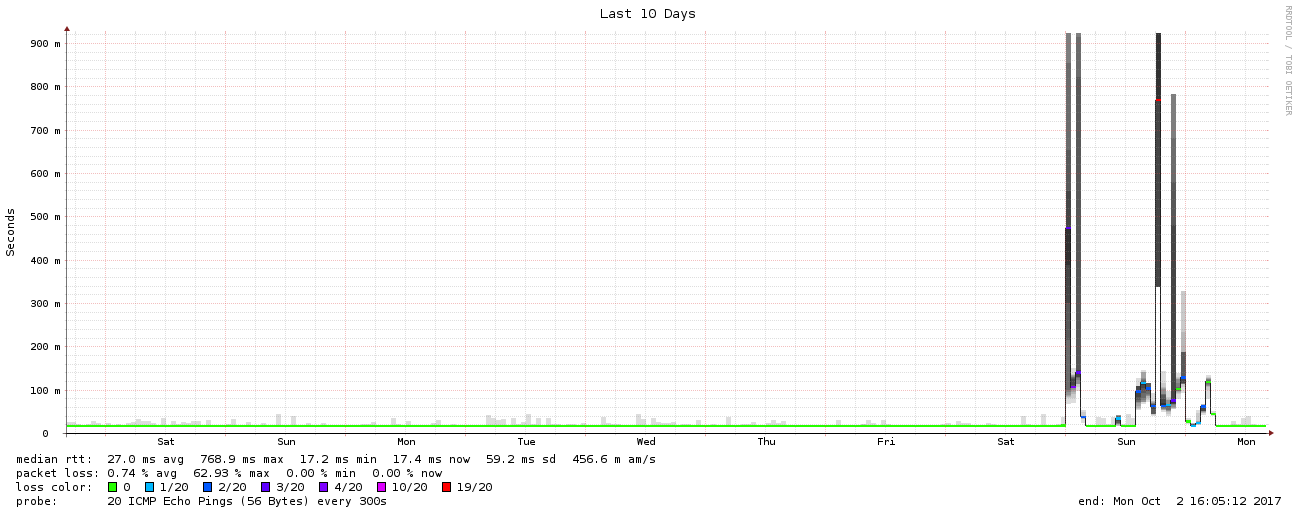 Last 10 Days
RRDTOOL / TOBI OETIKER
Seconds
900 m
800 m
700 m
600 m
500 m
400 m
300 m
200 m
100 m
0
Sat Sun Mon Tue Wed Thu Fri Sat Sun Mon
median rtt: 27.0 ms avg 768.9 ms max 17.2 ms min 17.4 ms now 59.2 ms sd 456.6 m am/s
packet loss: 0.74 % avg 62.93 % max 0.00 % min 0.00 % now
loss color: 0 1/20 2/20 3/20 4/20 10/20 19/20
probe: 20 ICMP Echo Pings (56 Bytes) every 300s end: Mon Oct 2 16:05:12 2017